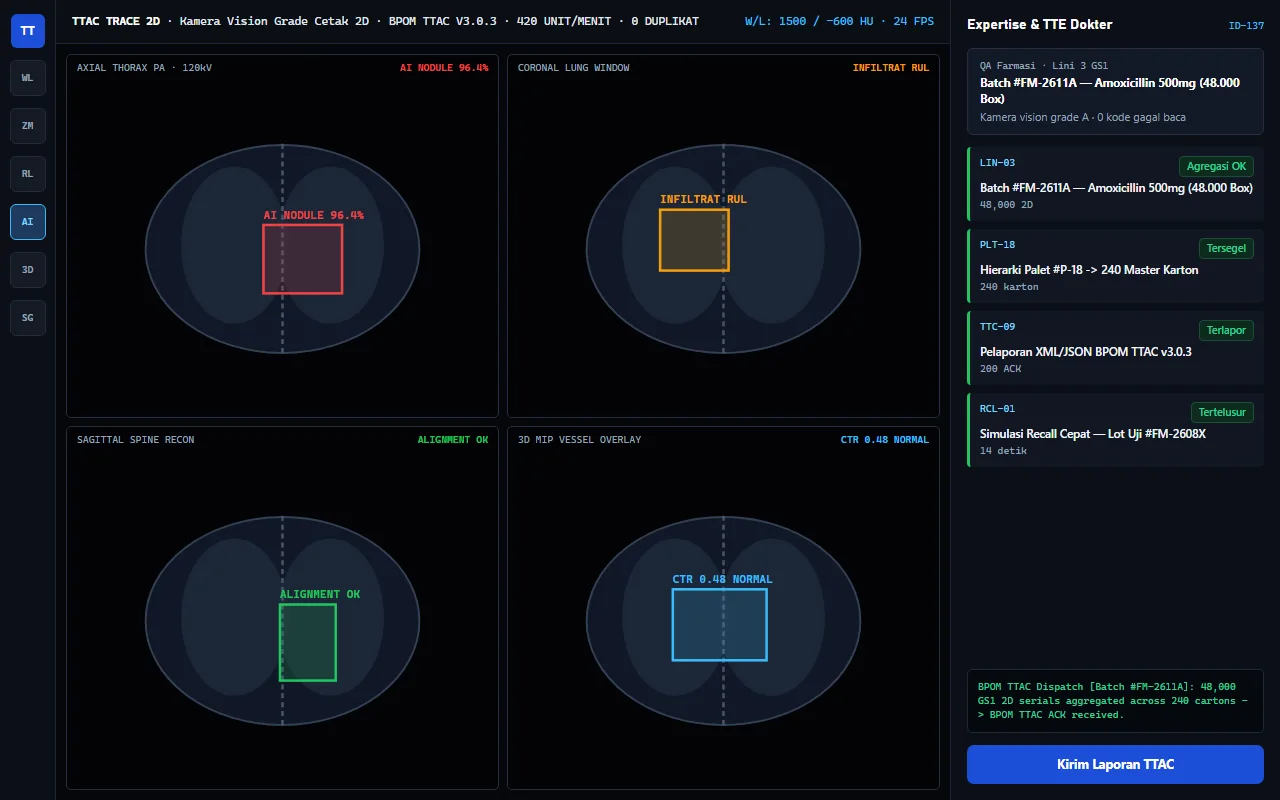 TT
TTAC TRACE 2D · Kamera Vision Grade Cetak 2D · BPOM TTAC V3.0.3 · 420 UNIT/MENIT · 0 DUPLIKAT
W/L: 1500 / -600 HU · 24 FPS
WL
ZM
RL
AI
3D
SG
AXIAL THORAX PA · 120kV
AI NODULE 96.4%
AI NODULE 96.4%
CORONAL LUNG WINDOW
INFILTRAT RUL
INFILTRAT RUL
SAGITTAL SPINE RECON
ALIGNMENT OK
ALIGNMENT OK
3D MIP VESSEL OVERLAY
CTR 0.48 NORMAL
CTR 0.48 NORMAL
Expertise & TTE Dokter
ID-137
QA Farmasi · Lini 3 GS1
Batch #FM-2611A — Amoxicillin 500mg (48.000
Box)
Kamera vision grade A · 0 kode gagal baca
LIN-03
Agregasi OK
Batch #FM-2611A — Amoxicillin 500mg (48.000 Box)
48,000 2D
PLT-18
Tersegel
Hierarki Palet #P-18 -> 240 Master Karton
240 karton
TTC-09
Terlapor
Pelaporan XML/JSON BPOM TTAC v3.0.3
200 ACK
RCL-01
Tertelusur
Simulasi Recall Cepat — Lot Uji #FM-2608X
14 detik
BPOM TTAC Dispatch [Batch #FM-2611A]: 48,000
GS1 2D serials aggregated across 240 cartons -
> BPOM TTAC ACK received.
Kirim Laporan TTAC